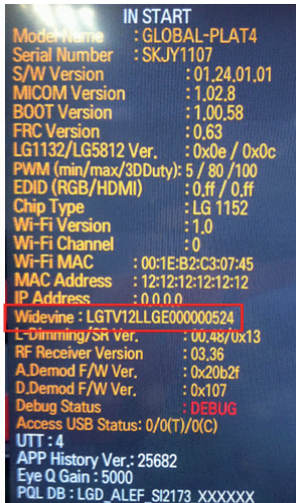 IN START
Model Name : GLOBAL-PLAT4
Serial Number : SKJY1107
S/W Version : 01.24.01.01
MICOM Version : 1.02.8
BOOT Version : 1.00.58
FRC Version : 0.63
LG1132/LG5812 Ver. : 0x0e / 0x0c
PWM (min/max/3DDuty): 5 / 80 /100
EDID (RGB/HDMI) : 0.ff / 0.ff
Chip Type : LG 1152
Wi-Fi Version : 1.0
Wi-Fi Channel : 0
Wi-Fi MAC : 00:1E:B2:C3:07:45
MAC Address : 12:12:12:12:12:12
IP Address : 0 0 0 0
Widevine : LGTV12LLGE000000524
L-Dimming/SR Ver. : 00.48/0x13
RF Receiver Version : 03.36
A.Demod F/W Ver. : 0x20b2f
D.Demod F/W Ver. : 0x107
Debug Status : DEBUG
Access USB Status: 0/0(T)/0(C)
UTT : 4
APP History Ver.: 25682
Eye Q Gain : 5000
PQL DB : LGD_ALEF_SI2173_XXXXXX